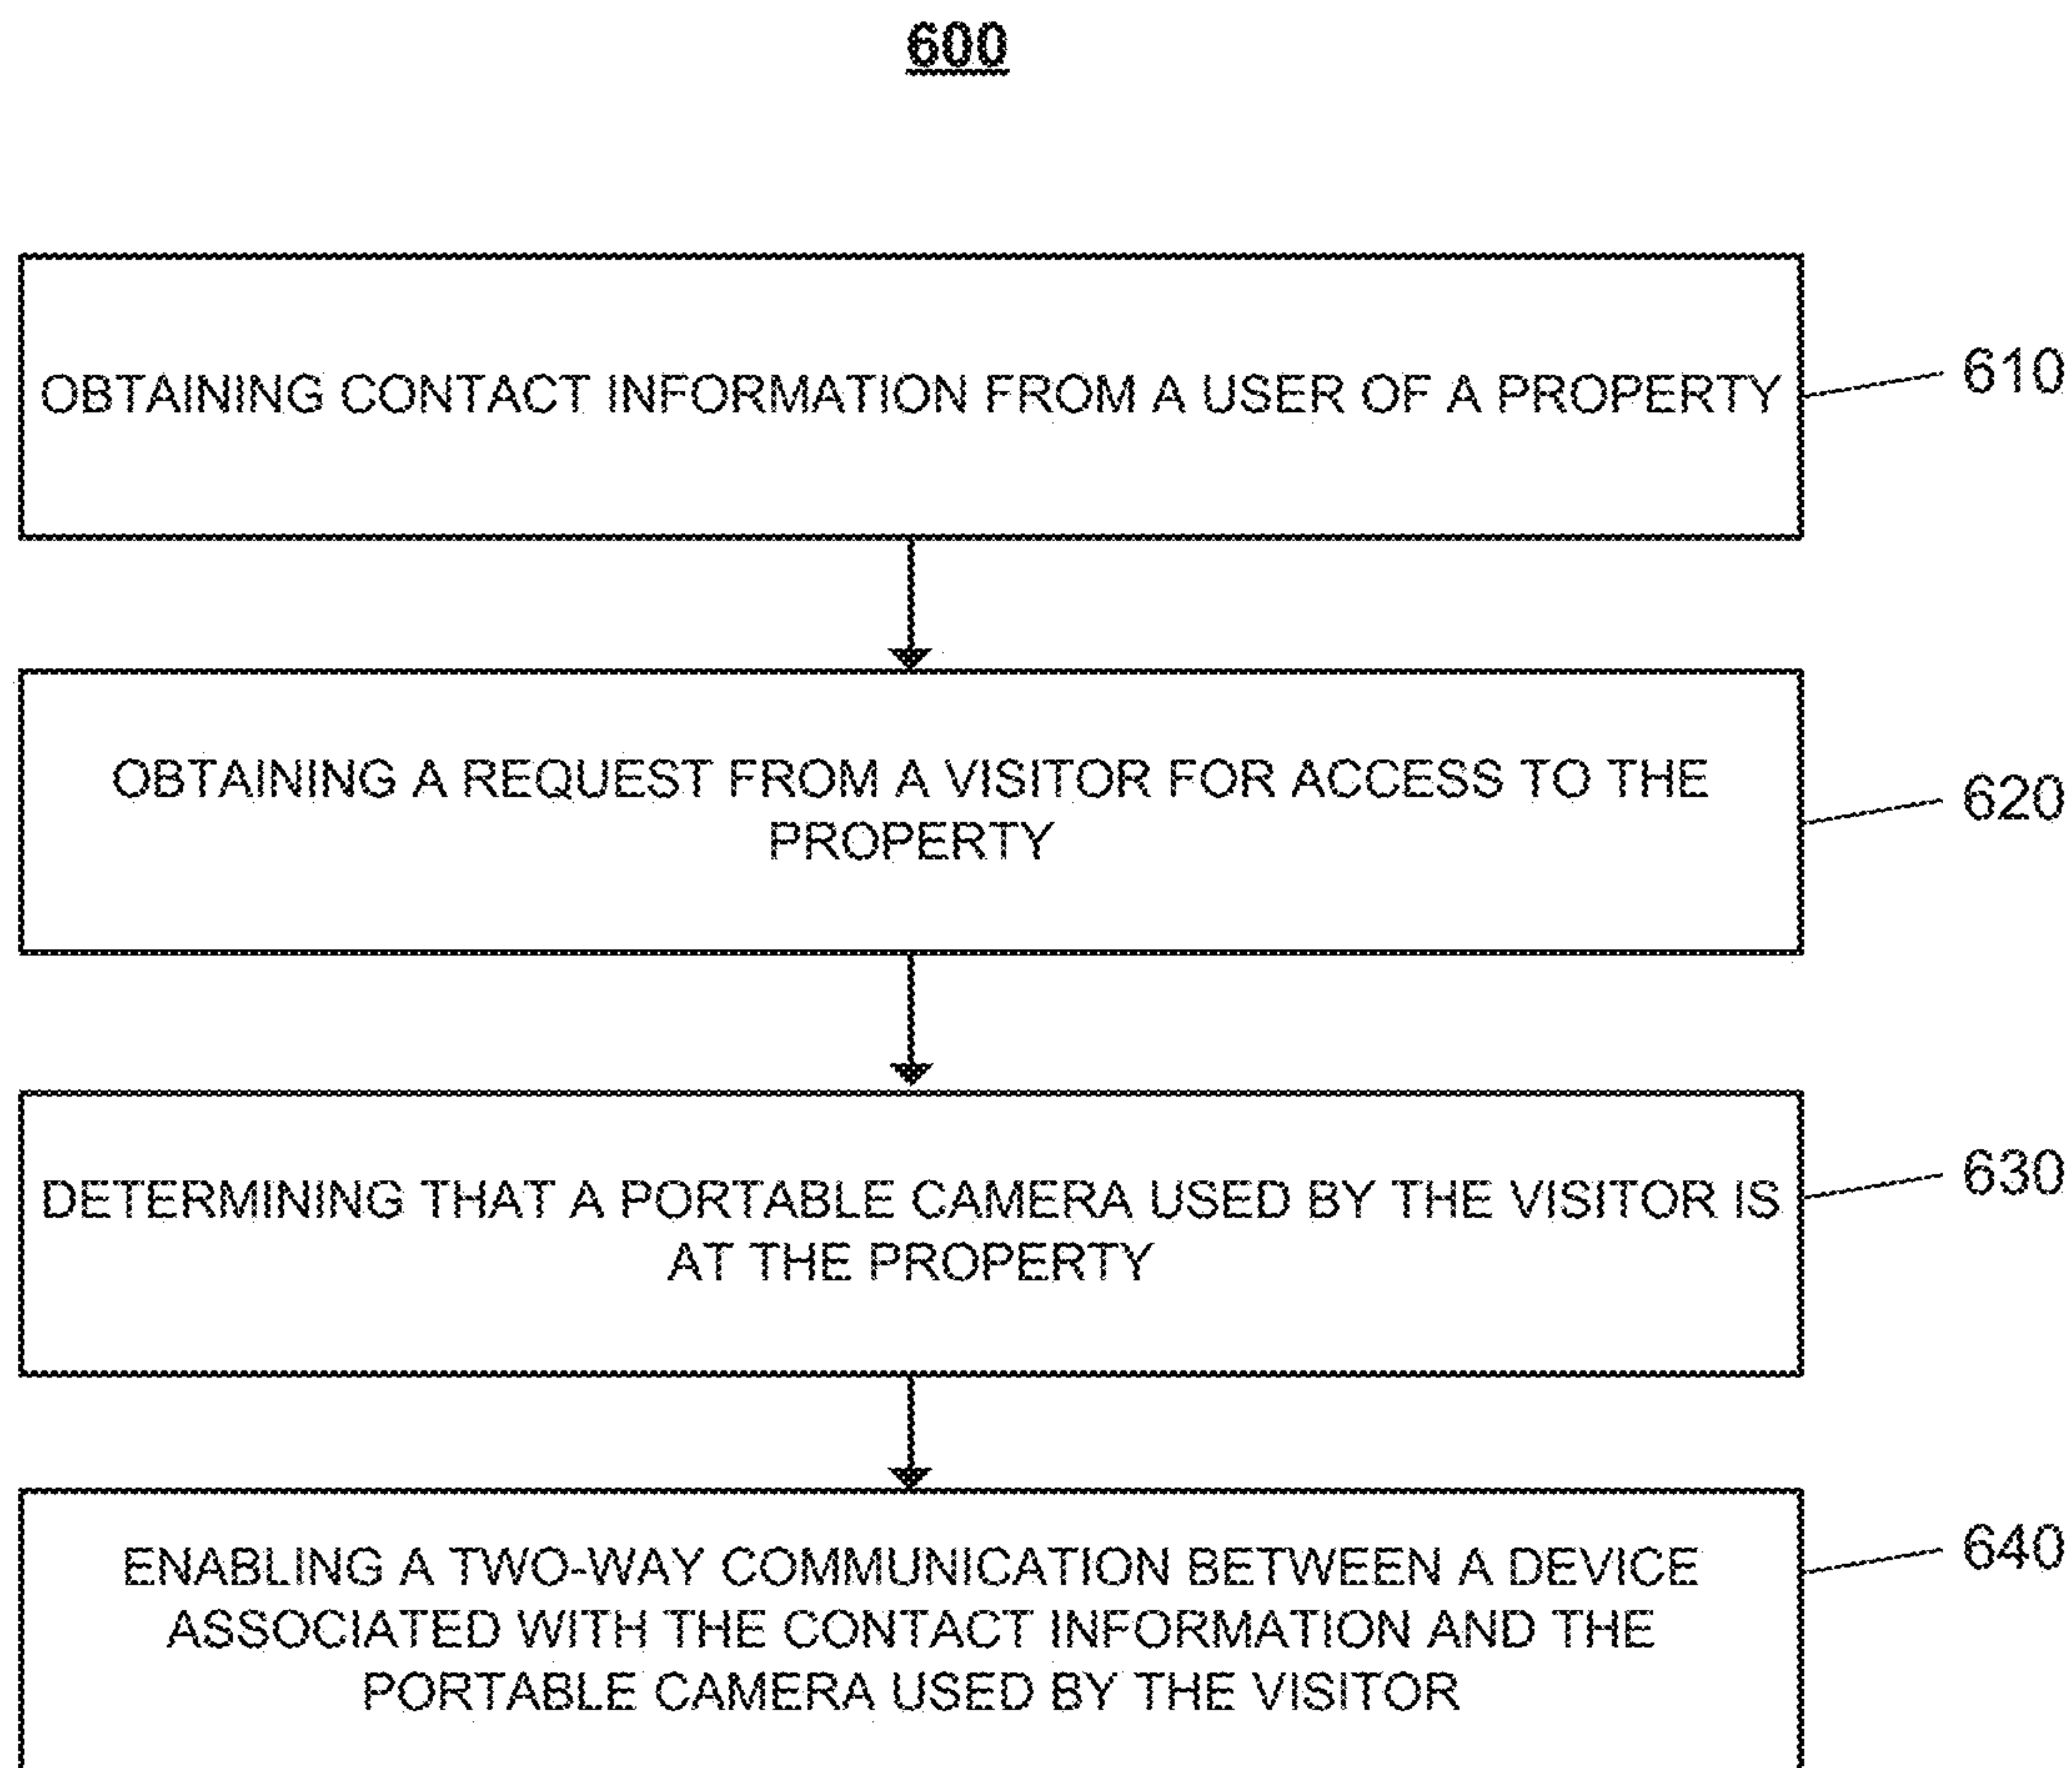 600
OBTAINING CONTACT INFORMATION FROM A USER OF A PROPERTY
610
OBTAINING A REQUEST FROM A VISITOR FOR ACCESS TO THE
PROPERTY
620
DETERMINING THAT A PORTABLE CAMERA USED BY THE VISITOR IS
AT THE PROPERTY
630
ENABLING A TWO-WAY COMMUNICATION BETWEEN A DEVICE
ASSOCIATED WITH THE CONTACT INFORMATION AND THE
PORTABLE CAMERA USED BY THE VISITOR
640